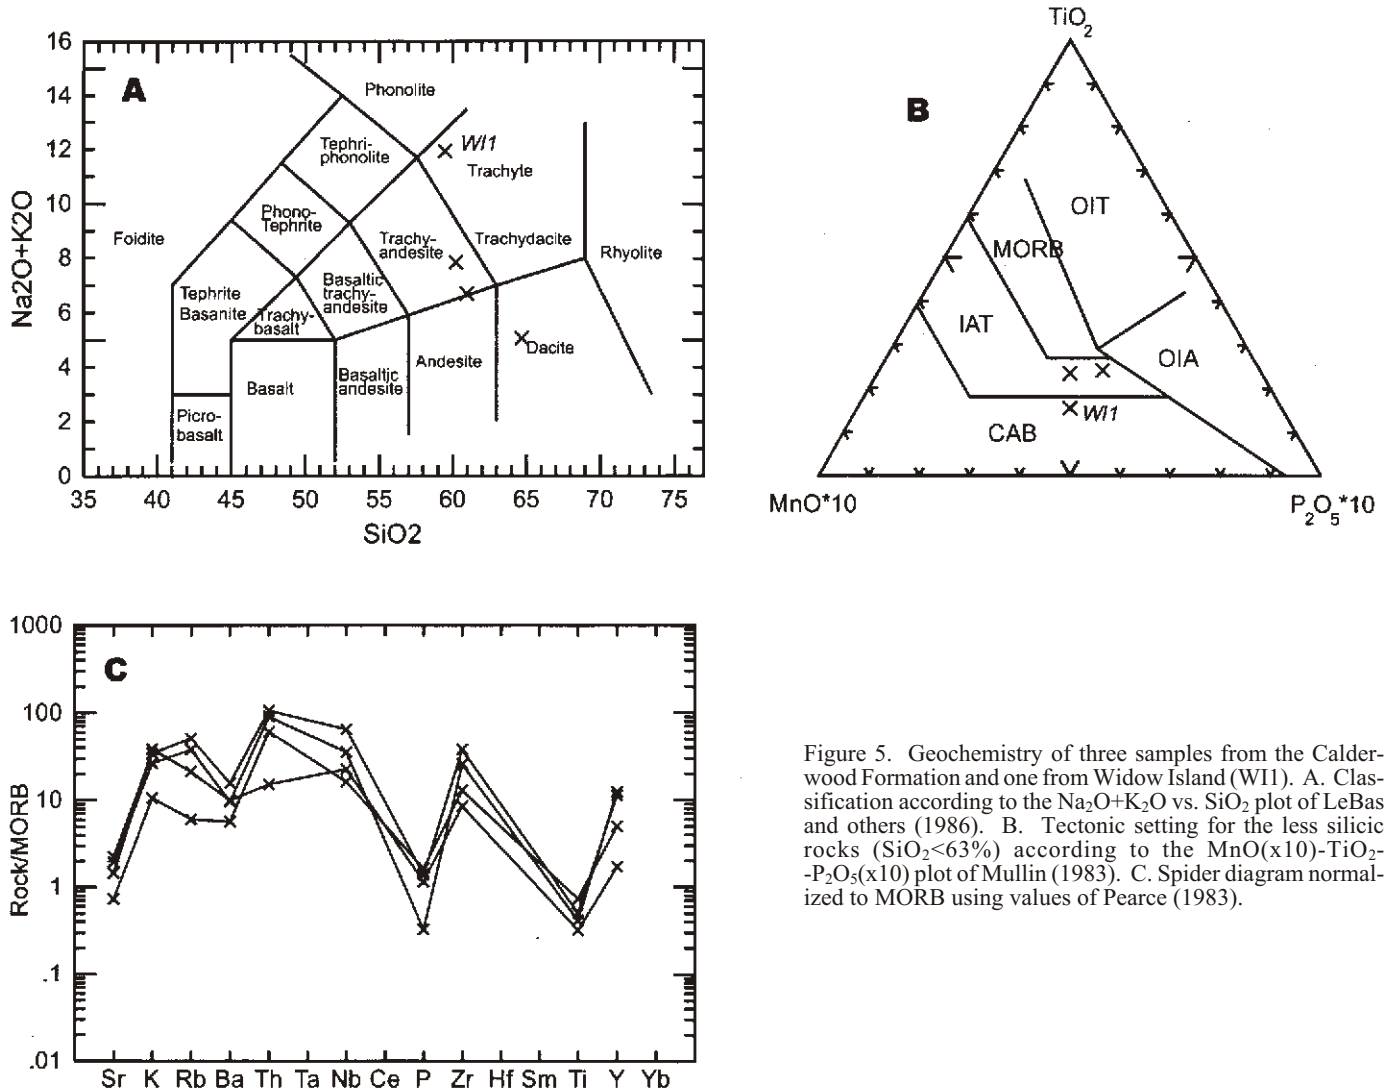 A
16
14
12
10
8
6
4
2
0
Na2O+K2O
35 40 45 50 55 60 65 70 75
SiO2
Phonolite
Tephri-
phonolite
WI1
Trachyte
Phono-
Tephrite
Foidite
Trachy-
andesite
Trachydacite
Rhyolite
Tephrite
Basanite
Basaltic
trachy-
andesite
Trachy-
basalt
Dacite
Basalt
Basaltic
andesite
Andesite
Picro-
basalt
B
TiO₂
OIT
MORB
IAT
OIA
WI1
CAB
MnO*10
P₂O₅*10
C
1000
100
10
1
.1
.01
Rock/MORB
Sr K Rb Ba Th Ta Nb Ce P Zr Hf Sm Ti Y Yb
Figure 5. Geochemistry of three samples from the Calder-
wood Formation and one from Widow Island (WI1). A. Clas-
sification according to the Na₂O+K₂O vs. SiO₂ plot of LeBas
and others (1986). B. Tectonic setting for the less silicic
rocks (SiO₂<63%) according to the MnO(x10)-TiO₂-
-P₂O₅(x10) plot of Mullin (1983). C. Spider diagram normal-
ized to MORB using values of Pearce (1983).